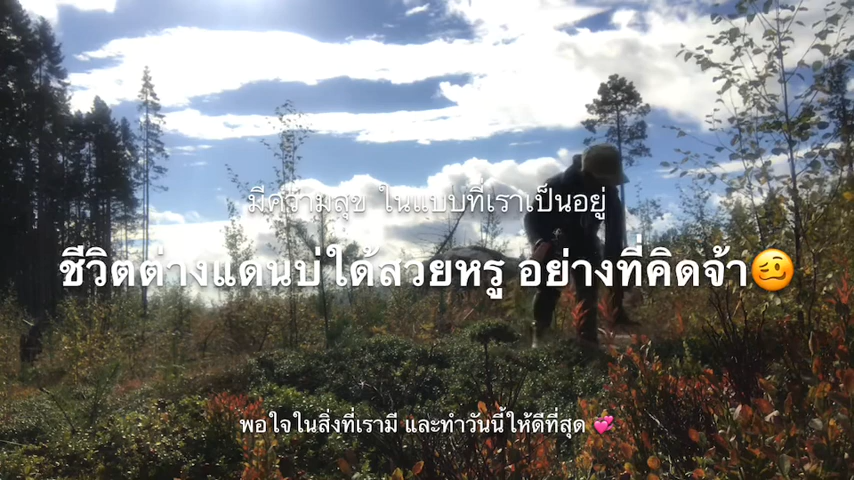 มีความสุข ในแบบที่เราเป็นอยู่
ชีวิตต่างแดนบ่ได้สวยหรู อย่างที่คิดจ้า🥴
พอใจในสิ่งที่เรามี และทำวันนี้ให้ดีที่สุด 💞